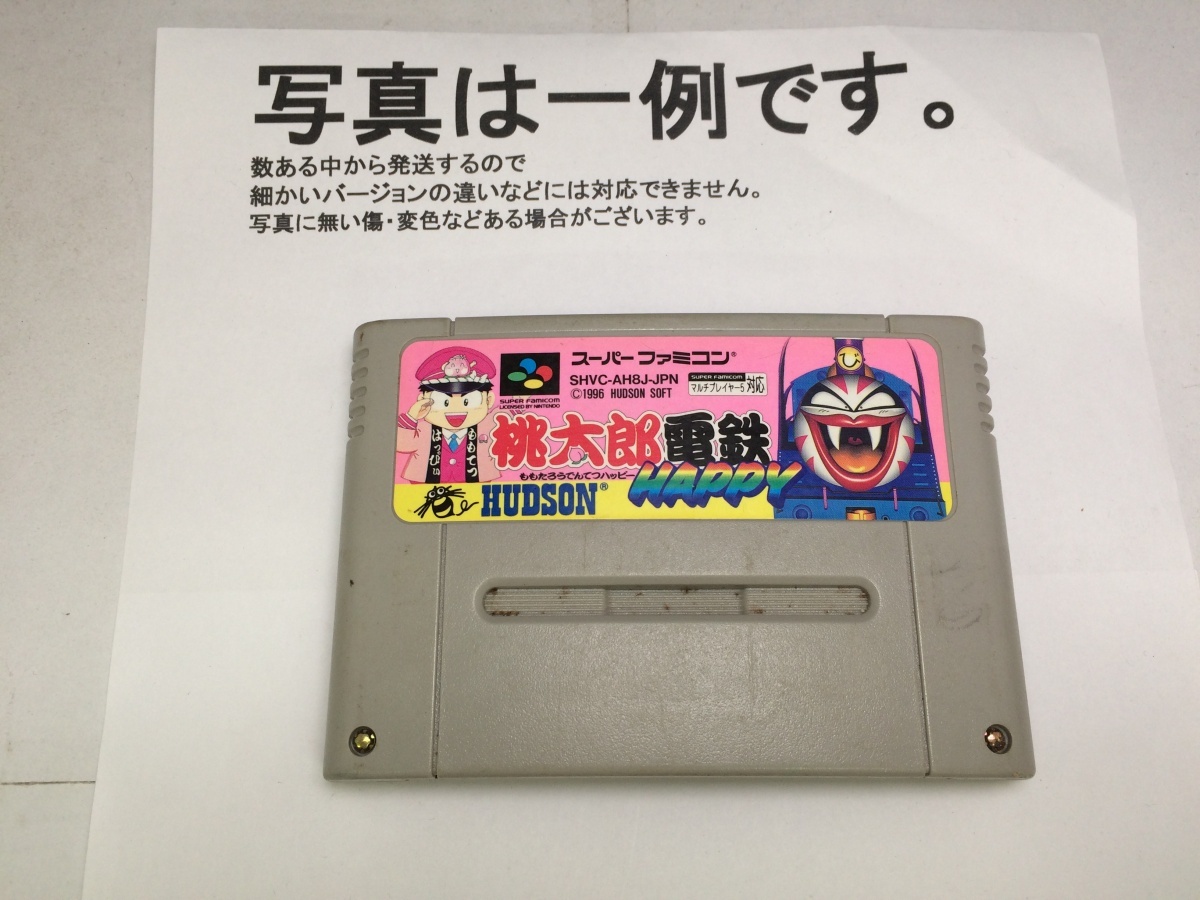 写真は一例です。
数ある中から発送するので
細かいバージョンの違いなどには対応できません。
写真に無い傷・変色などある場合がございます。
スーパーファミコン®
SHVC-AH8J-JPN
©1996 HUDSON SOFT
SUPER FAMICOM
マルチプレイヤー5 対応
SUPER FAMICOM
LICENSED BY NINTENDO
ももてつ
はっぴぃ
桃太郎電鉄
ももたろうでんてつハッピー
HAPPY
HUDSON®
び